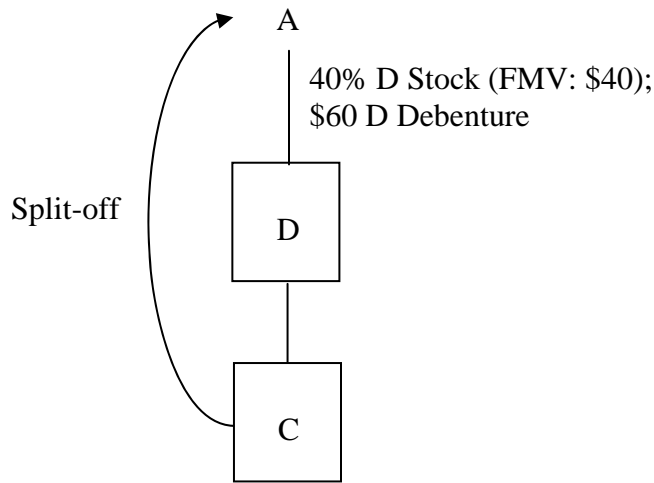 A
40% D Stock (FMV: $40);
$60 D Debenture
Split-off
D
C